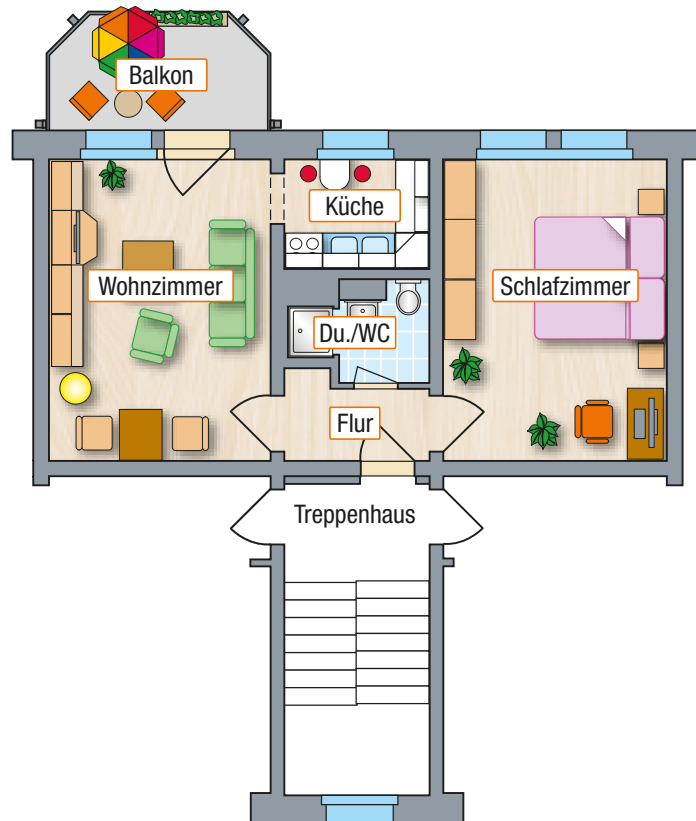 Balkon
Küche
Wohnzimmer
Schlafzimmer
Du./WC
Flur
Treppenhaus